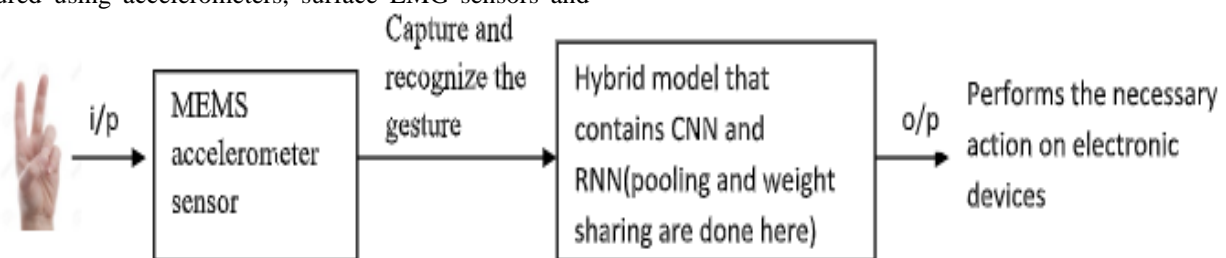 ured using accelerometers, surface EMG sensors and
i/p
MEMS
accelerometer
sensor
Capture and
recognize the
gesture
Hybrid model that
contains CNN and
RNN(pooling and weight
sharing are done here)
o/p
Performs the necessary
action on electronic
devices